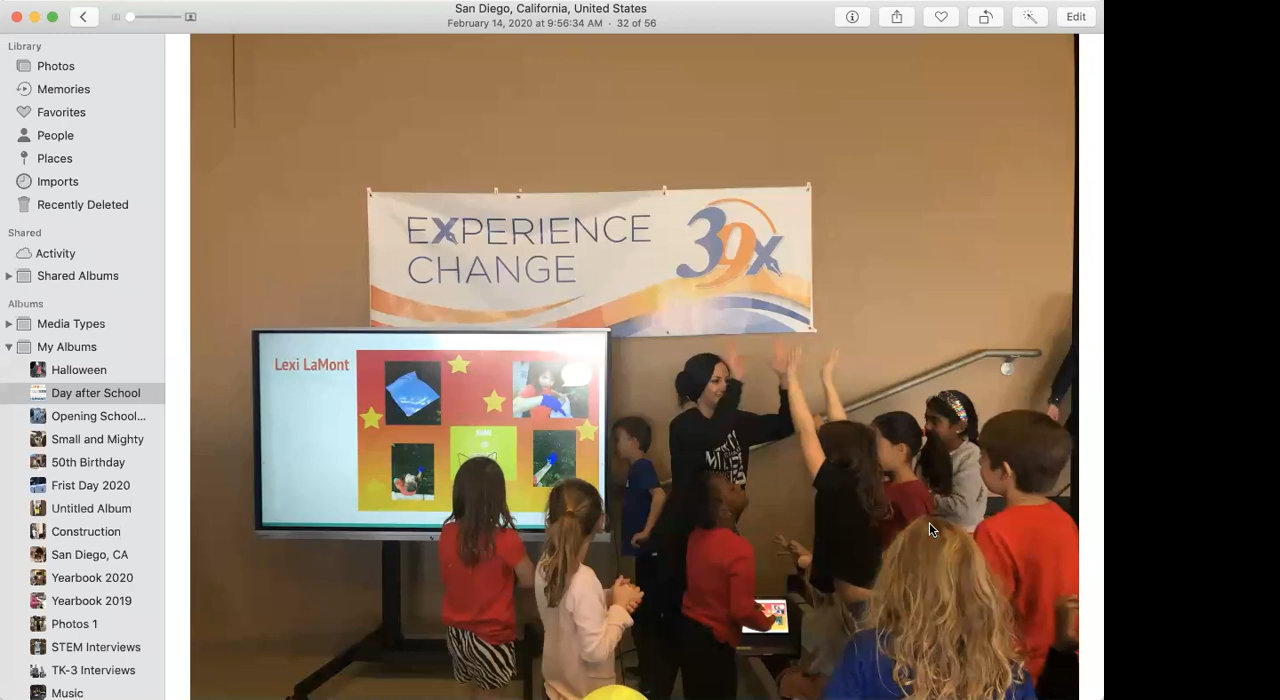 San Diego, California, United States
February 14, 2020 at 9:56:34 AM · 32 of 56
Edit
Library
Photos
Memories
Favorites
People
Places
Imports
Recently Deleted
Shared
Activity
Shared Albums
Albums
Media Types
My Albums
Halloween
Day after School
Opening School...
Small and Mighty
50th Birthday
Frist Day 2020
Untitled Album
Construction
San Diego, CA
Yearbook 2020
Yearbook 2019
Photos 1
STEM Interviews
TK-3 Interviews
Music
EXPERIENCE
CHANGE
39x
Lexi LaMont